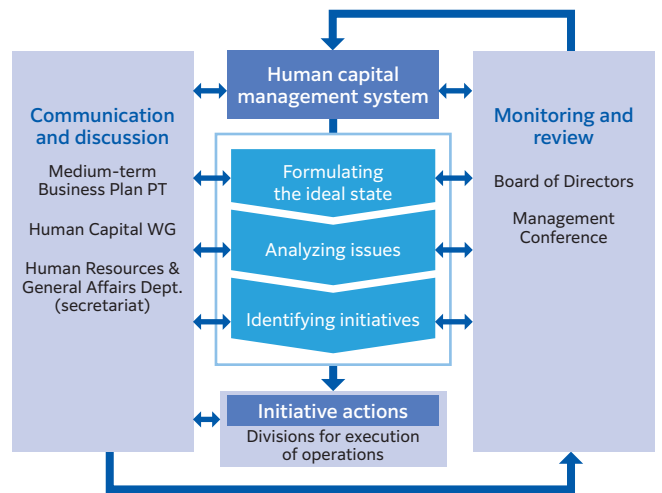 Communication
and discussion
Medium-term
Business Plan PT
Human Capital WG
Human Resources &
General Affairs Dept.
(secretariat)
Human capital
management system
Formulating
the ideal state
Analyzing issues
Identifying initiatives
Initiative actions
Divisions for execution
of operations
Monitoring and
review
Board of Directors
Management
Conference